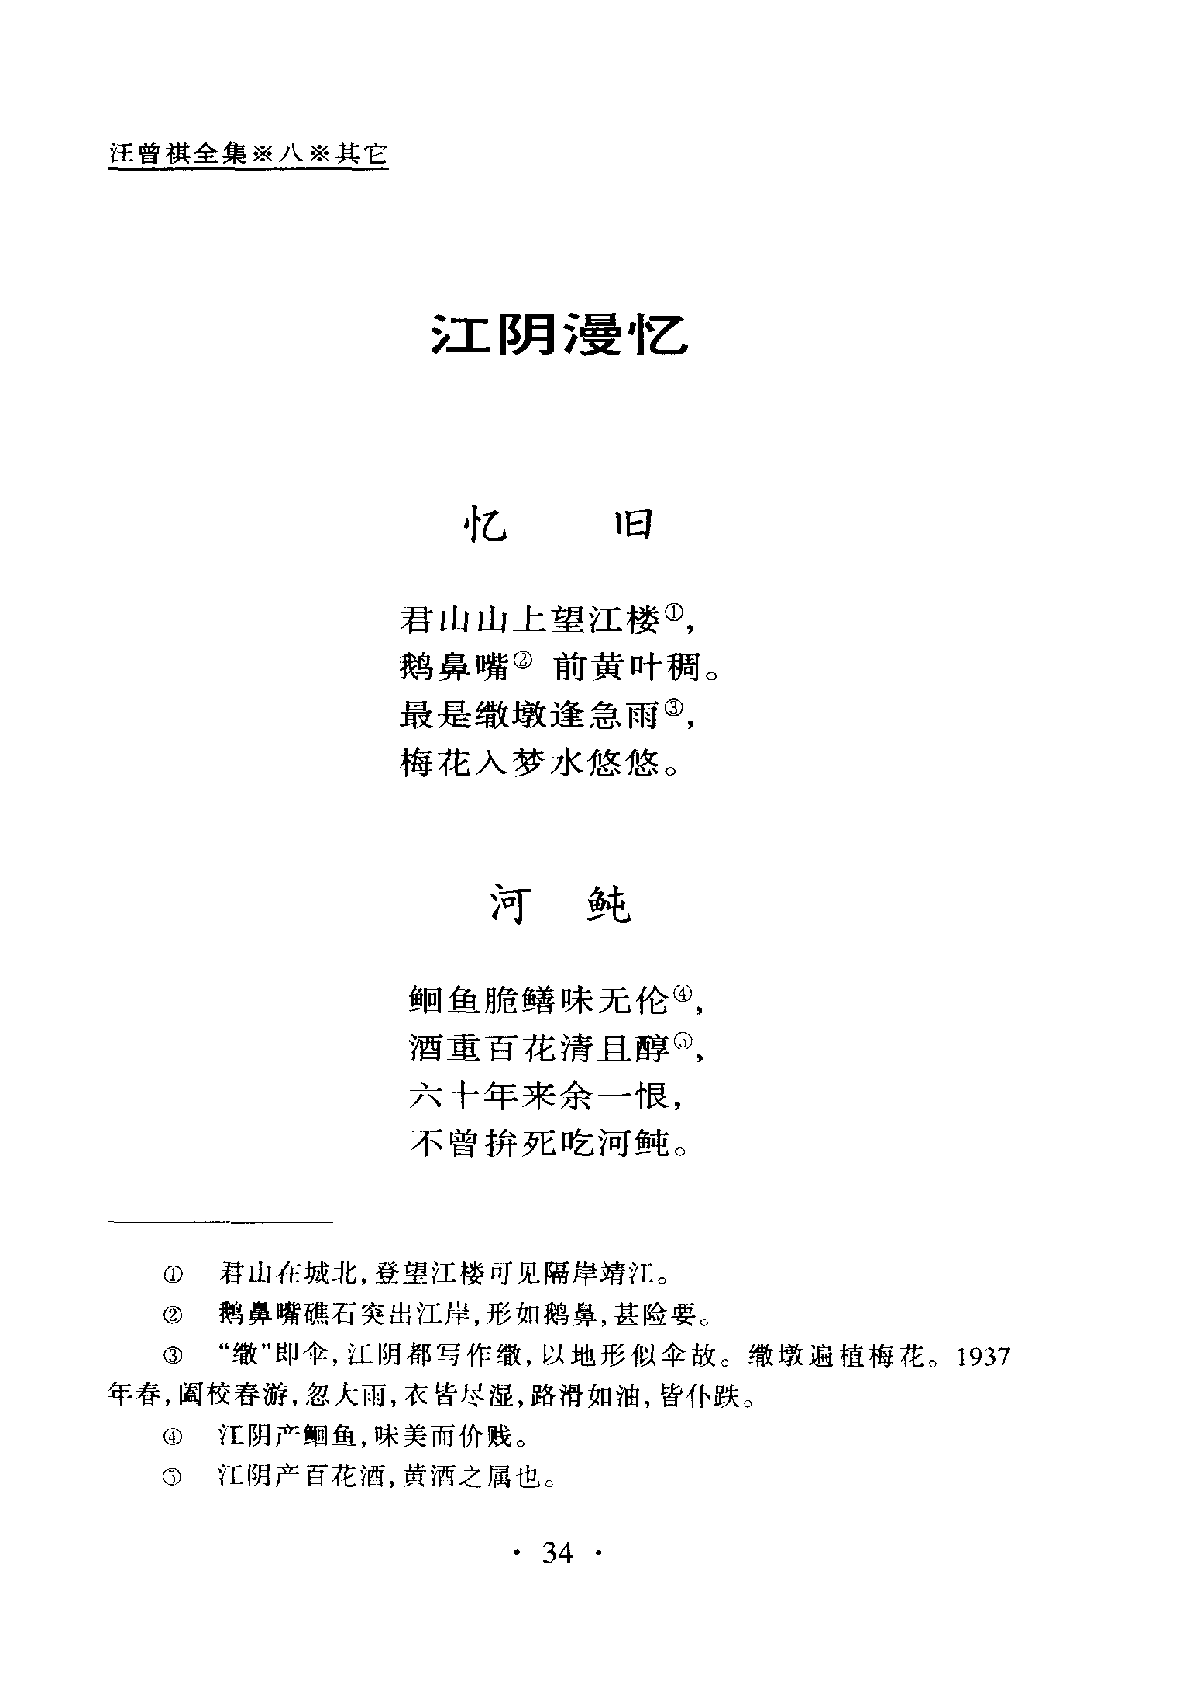 汪曾祺全集※八※其它
江阴漫忆
忆 旧
君山山上望江楼①,
鹅鼻嘴② 前黄叶稠。
最是缴墩逢急雨③,
梅花入梦水悠悠。
河 鲀
鮰鱼脆鳝味无伦④,
酒重百花清且醇⑤,
六十年来余一恨,
不曾拚死吃河鲀。
① 君山在城北,登望江楼可见隔岸靖江。
② 鹅鼻嘴礁石突出江岸,形如鹅鼻,甚险要。
③ “缴”即伞,江阴都写作缴,以地形似伞故。缴墩遍植梅花。1937
年春,阖校春游,忽大雨,衣皆尽湿,路滑如油,皆仆跌。
④ 江阴产鮰鱼,味美而价贱。
⑤ 江阴产百花酒,黄酒之属也。
· 34 ·